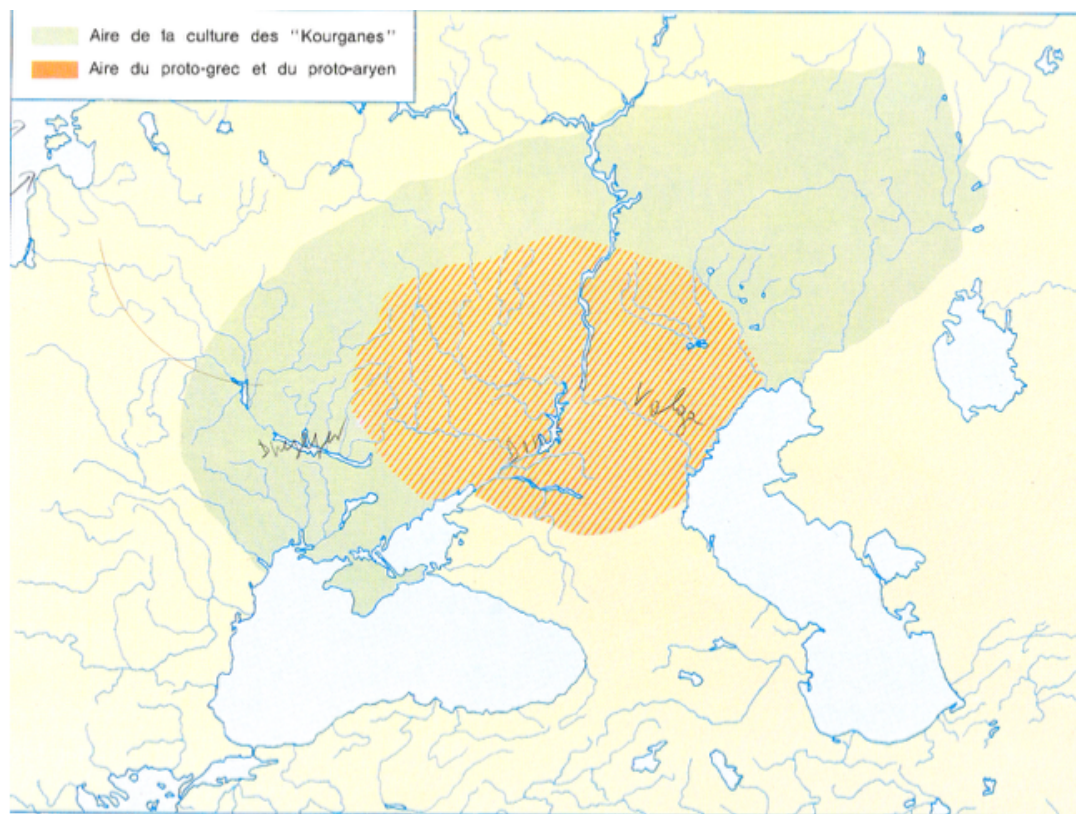 Aire de la culture des "Kourganes"
Aire du proto-grec et du proto-aryen
Dnieper
Don
Volga